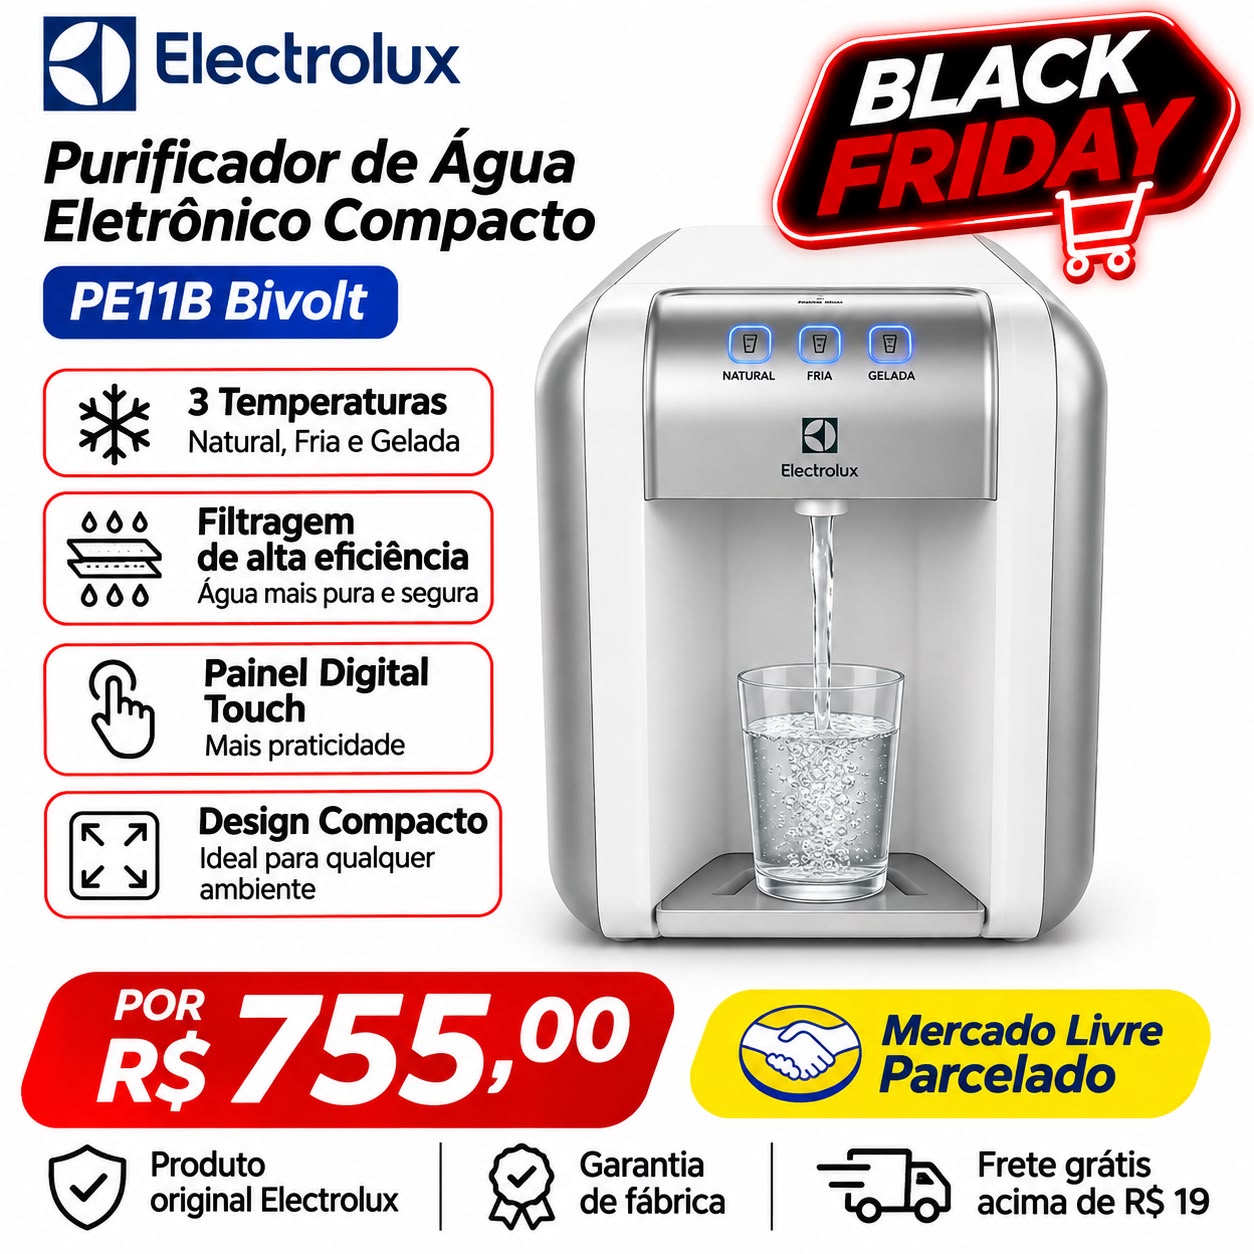 Electrolux
BLACK
FRIDAY
Purificador de Água
Eletrônico Compacto
PE11B Bivolt
NATURAL
FRIA
GELADA
Electrolux
3 Temperaturas
Natural, Fria e Gelada
Filtragem
de alta eficiência
Água mais pura e segura
Painel Digital
Touch
Mais praticidade
Design Compacto
Ideal para qualquer
ambiente
POR
R$ 755,00
Mercado Livre
Parcelado
Produto
original Electrolux
Garantia
de fábrica
Frete grátis
acima de R$ 19